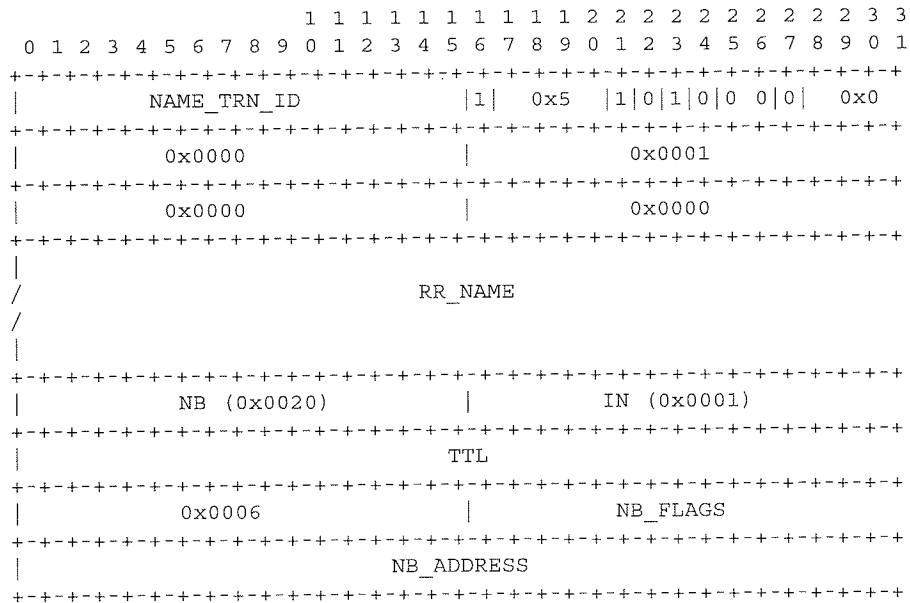 1 1 1 1 1 1 1 1 1 1 2 2 2 2 2 2 2 2 2 2 3 3
0 1 2 3 4 5 6 7 8 9 0 1 2 3 4 5 6 7 8 9 0 1 2 3 4 5 6 7 8 9 0 1
+-+-+-+-+-+-+-+-+-+-+-+-+-+-+-+-+-+-+-+-+-+-+-+-+-+-+-+-+-+-+-+
| NAME_TRN_ID |1| 0x5 |1|0|1|0|0 0|0| 0x0
+-+-+-+-+-+-+-+-+-+-+-+-+-+-+-+-+-+-+-+-+-+-+-+-+-+-+-+-+-+-+-+
| 0x0000 | 0x0001
+-+-+-+-+-+-+-+-+-+-+-+-+-+-+-+-+-+-+-+-+-+-+-+-+-+-+-+-+-+-+-+
| 0x0000 | 0x0000
+-+-+-+-+-+-+-+-+-+-+-+-+-+-+-+-+-+-+-+-+-+-+-+-+-+-+-+-+-+-+-+
|
/ RR_NAME
/
|
+-+-+-+-+-+-+-+-+-+-+-+-+-+-+-+-+-+-+-+-+-+-+-+-+-+-+-+-+-+-+-+
| NB (0x0020) | IN (0x0001)
+-+-+-+-+-+-+-+-+-+-+-+-+-+-+-+-+-+-+-+-+-+-+-+-+-+-+-+-+-+-+-+
| TTL
+-+-+-+-+-+-+-+-+-+-+-+-+-+-+-+-+-+-+-+-+-+-+-+-+-+-+-+-+-+-+-+
| 0x0006 | NB_FLAGS
+-+-+-+-+-+-+-+-+-+-+-+-+-+-+-+-+-+-+-+-+-+-+-+-+-+-+-+-+-+-+-+
| NB_ADDRESS
+-+-+-+-+-+-+-+-+-+-+-+-+-+-+-+-+-+-+-+-+-+-+-+-+-+-+-+-+-+-+-+